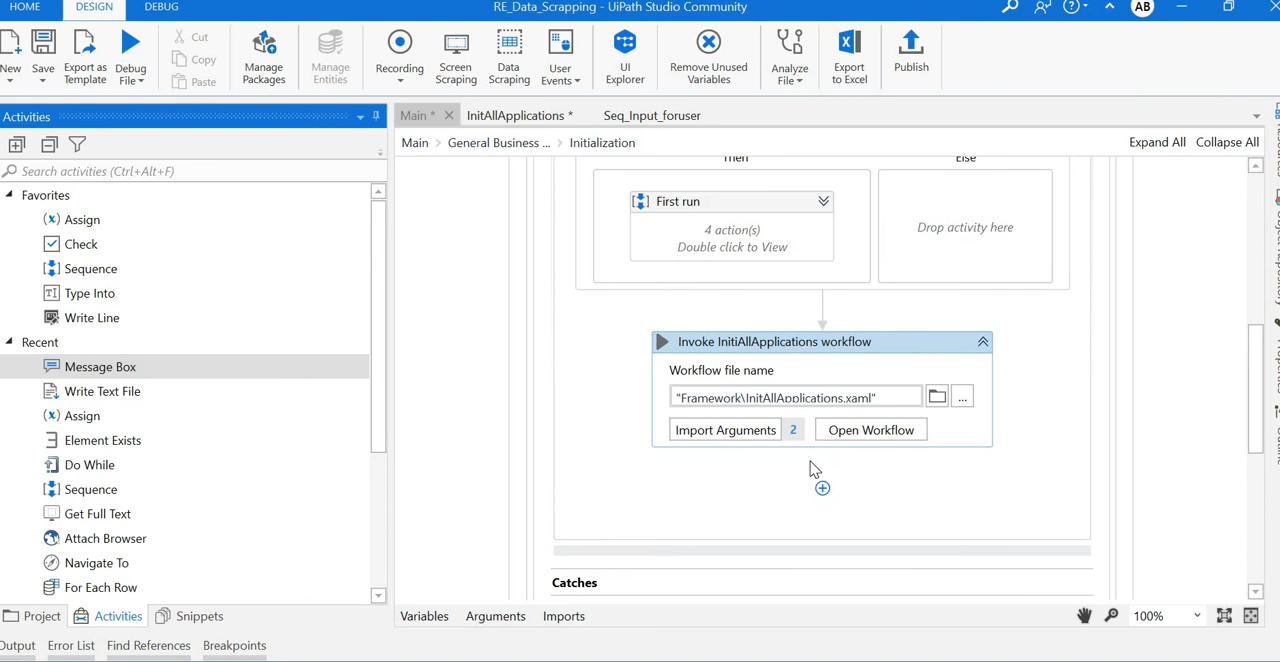 HOME DESIGN DEBUG RE_Data_Scrapping - UiPath Studio Community AB
New Save Export as Template Debug File Cut Copy Paste Manage Packages Manage Entities Recording Screen Scraping Data Scraping User Events UI Explorer Remove Unused Variables Analyze File Export to Excel Publish
Activities
Main * InitAllApplications * Seq_Input_foruser
Main > General Business ... > Initialization Expand All Collapse All
Search activities (Ctrl+Alt+F)
Favorites
Assign
Check
Sequence
Type Into
Write Line
Recent
Message Box
Write Text File
Assign
Element Exists
Do While
Sequence
Get Full Text
Attach Browser
Navigate To
For Each Row
Then Else
First run
4 action(s)
Double click to View
Drop activity here
Invoke InitiAllApplications workflow
Workflow file name
"Framework\InitAllApplications.xaml" ...
Import Arguments 2 Open Workflow
Catches
Project Activities Snippets
Variables Arguments Imports 100%
Output Error List Find References Breakpoints